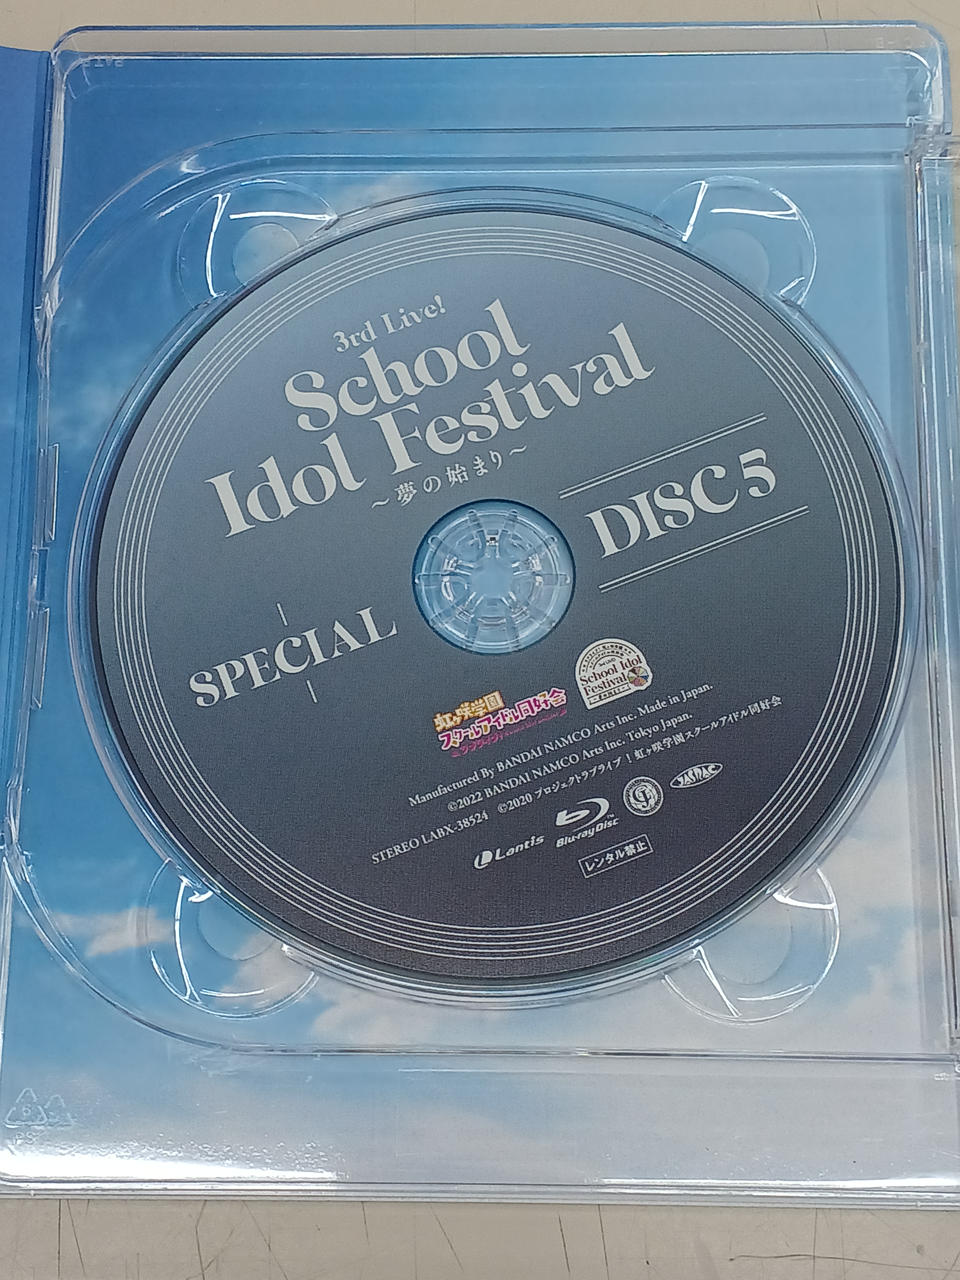 3rd Live!
School
Idol Festival
～夢の始まり～
DISC 5
SPECIAL
虹ヶ咲学園
スクールアイドル同好会
School Idol
Festival
Manufactured By BANDAI NAMCO Arts Inc. Made in Japan.
©2022 BANDAI NAMCO Arts Inc. Tokyo Japan.
©2020 プロジェクトラブライブ！虹ヶ咲学園スクールアイドル同好会
STEREO LABX-38524
Lantis
Blu-ray Disc™
JASRAC
レンタル禁止
6
PS